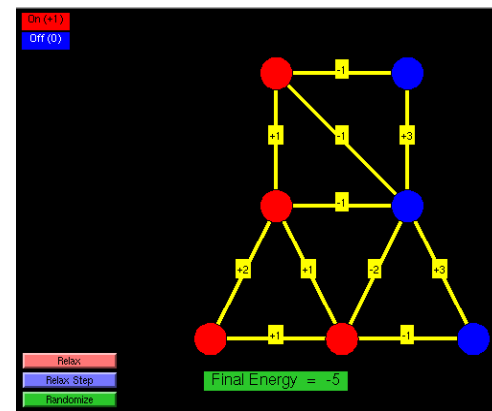 On (+1)
Off (0)
-1
+1
-1
+3
-1
+2
+1
-2
+3
+1
-1
Relax
Relax Step
Randomize
Final Energy = -5